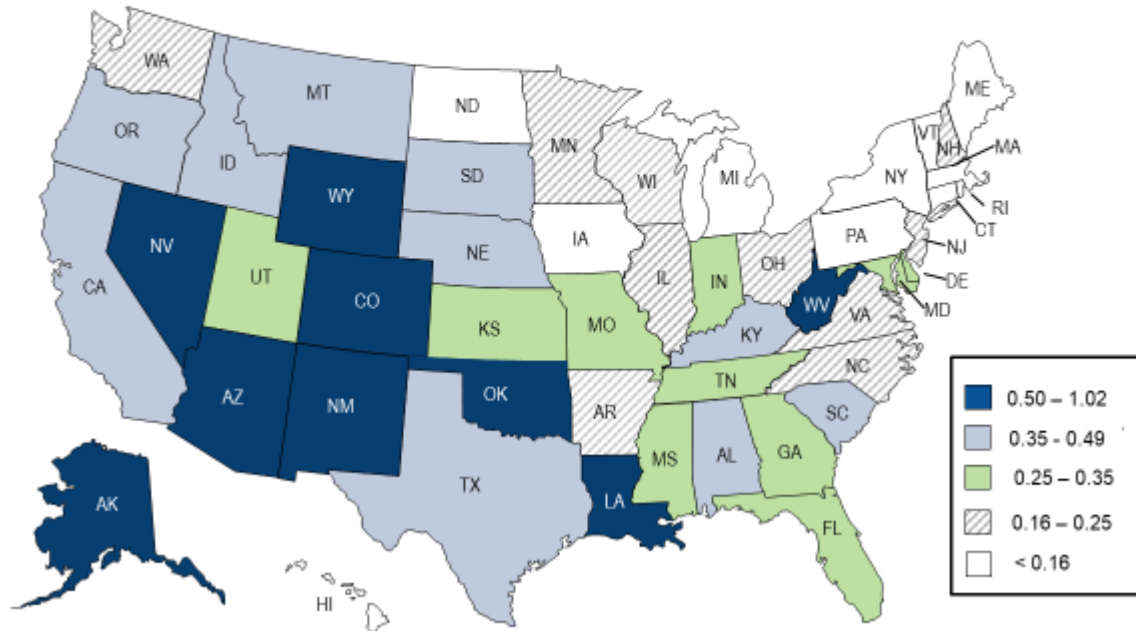 WA
MT
ND
ME
OR
ID
MN
VT
NH
MA
SD
WI
NY
WY
MI
RI
CT
NV
NE
IA
PA
NJ
CA
UT
CO
IL
IN
OH
DE
WV
MD
KS
MO
KY
VA
AZ
NM
OK
AR
TN
NC
SC
MS
AL
GA
TX
LA
AK
FL
HI
0.50 – 1.02
0.35 - 0.49
0.25 – 0.35
0.16 – 0.25
< 0.16